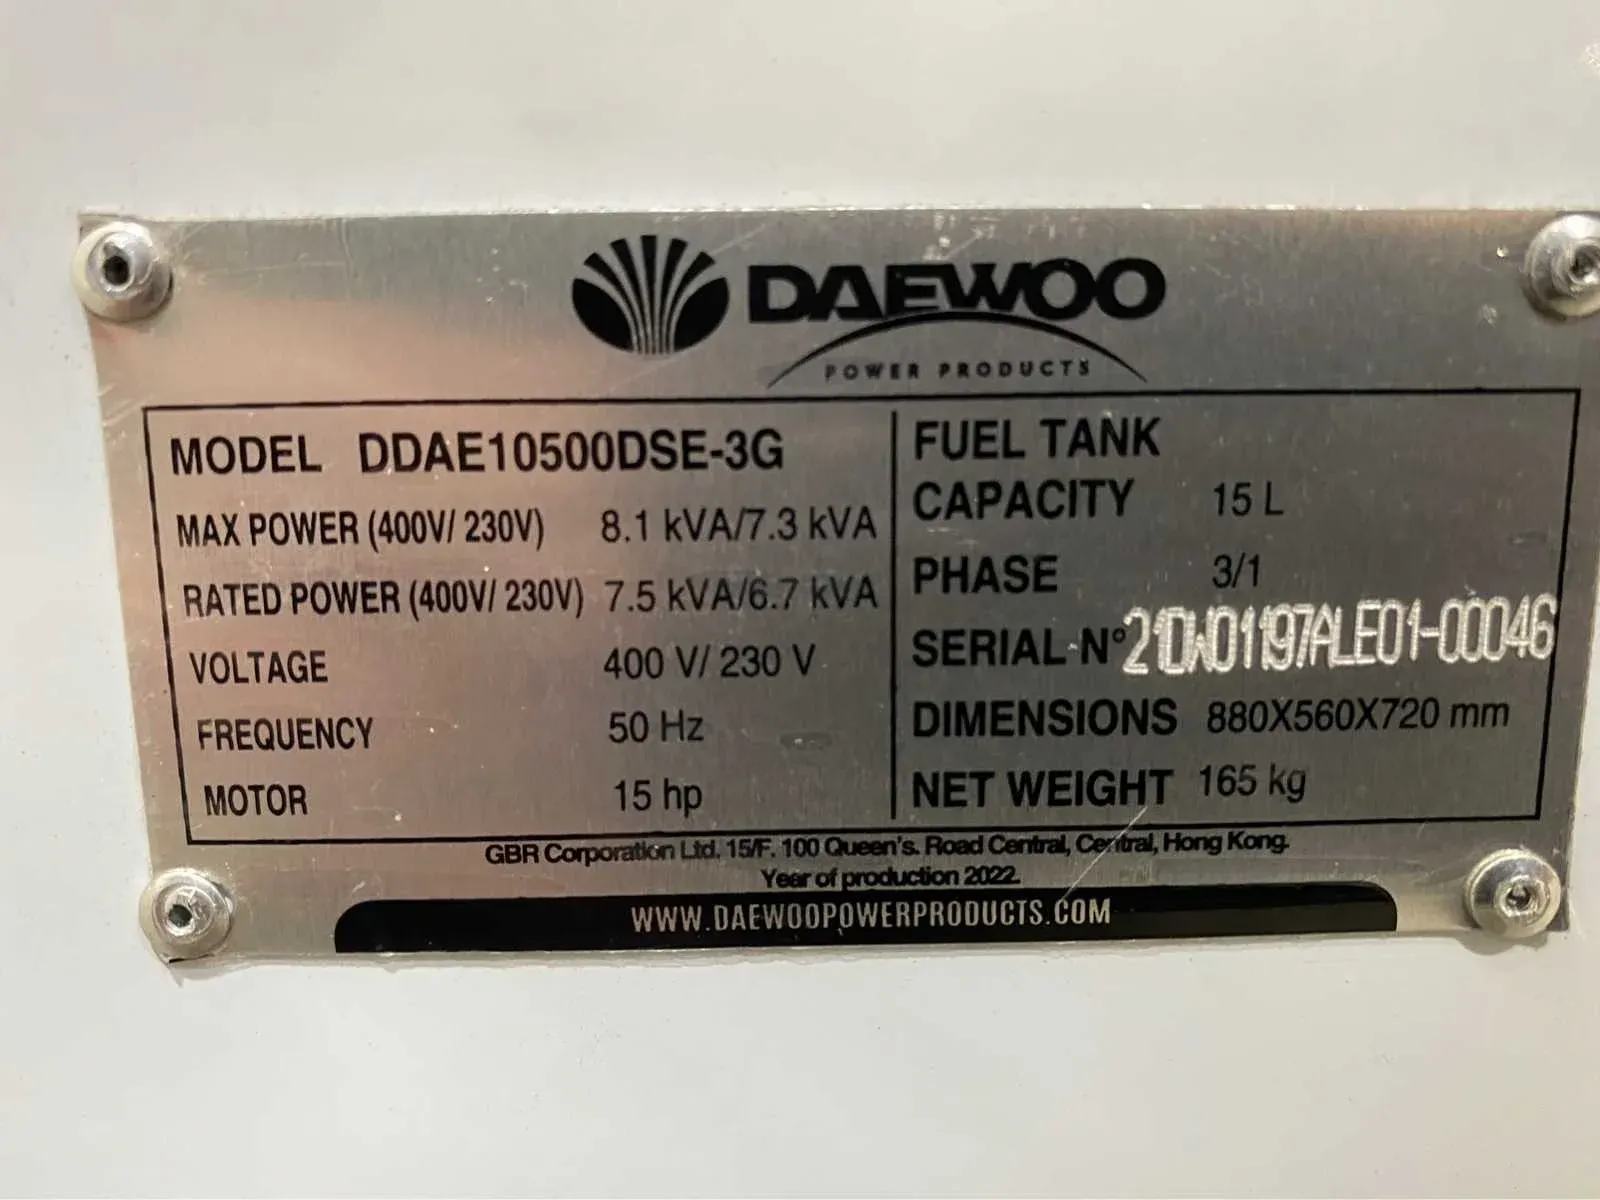 DAEWOO
POWER PRODUCTS
MODEL DDAE10500DSE-3G
MAX POWER (400V/ 230V) 8.1 kVA/7.3 kVA
RATED POWER (400V/ 230V) 7.5 kVA/6.7 kVA
VOLTAGE 400 V/ 230 V
FREQUENCY 50 Hz
MOTOR 15 hp
FUEL TANK
CAPACITY 15 L
PHASE 3/1
SERIAL N° 21DW01197ALE01-00046
DIMENSIONS 880X560X720 mm
NET WEIGHT 165 kg
GBR Corporation Ltd. 15/F. 100 Queen's. Road Central, Central, Hong Kong.
Year of production 2022.
WWW.DAEWOOPOWERPRODUCTS.COM